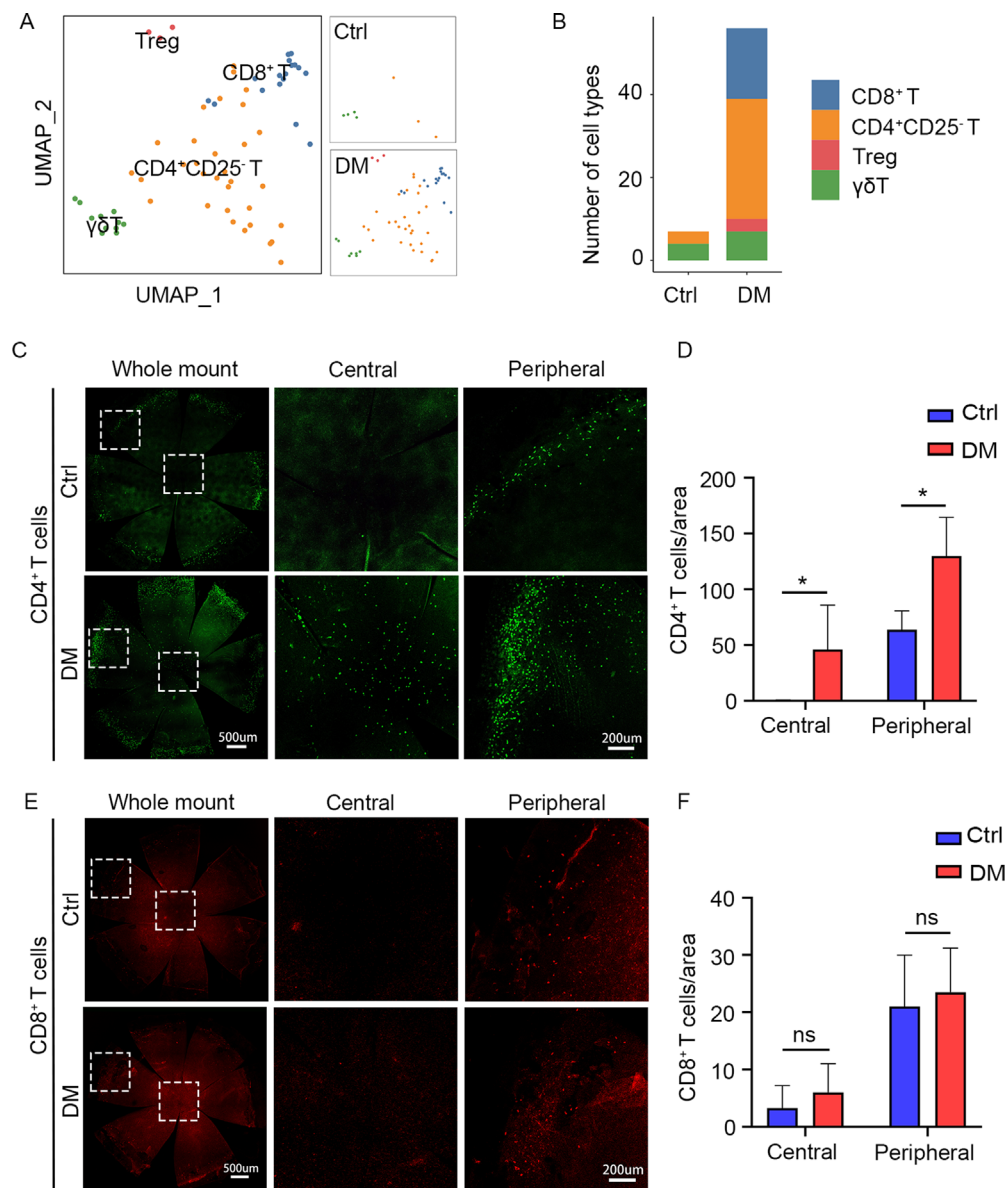 A
Treg
CD8⁺ T
CD4⁺CD25⁻ T
γδT
UMAP_2
UMAP_1
Ctrl
DM
B
Number of cell types
40
20
0
Ctrl
DM
CD8⁺ T
CD4⁺CD25⁻ T
Treg
γδT
C
Whole mount
Central
Peripheral
CD4⁺ T cells
Ctrl
DM
500um
200um
D
Ctrl
DM
CD4⁺ T cells/area
200
150
100
50
0
*
*
Central
Peripheral
E
Whole mount
Central
Peripheral
CD8⁺ T cells
Ctrl
DM
500um
200um
F
Ctrl
DM
CD8⁺ T cells/area
40
30
20
10
0
ns
ns
Central
Peripheral